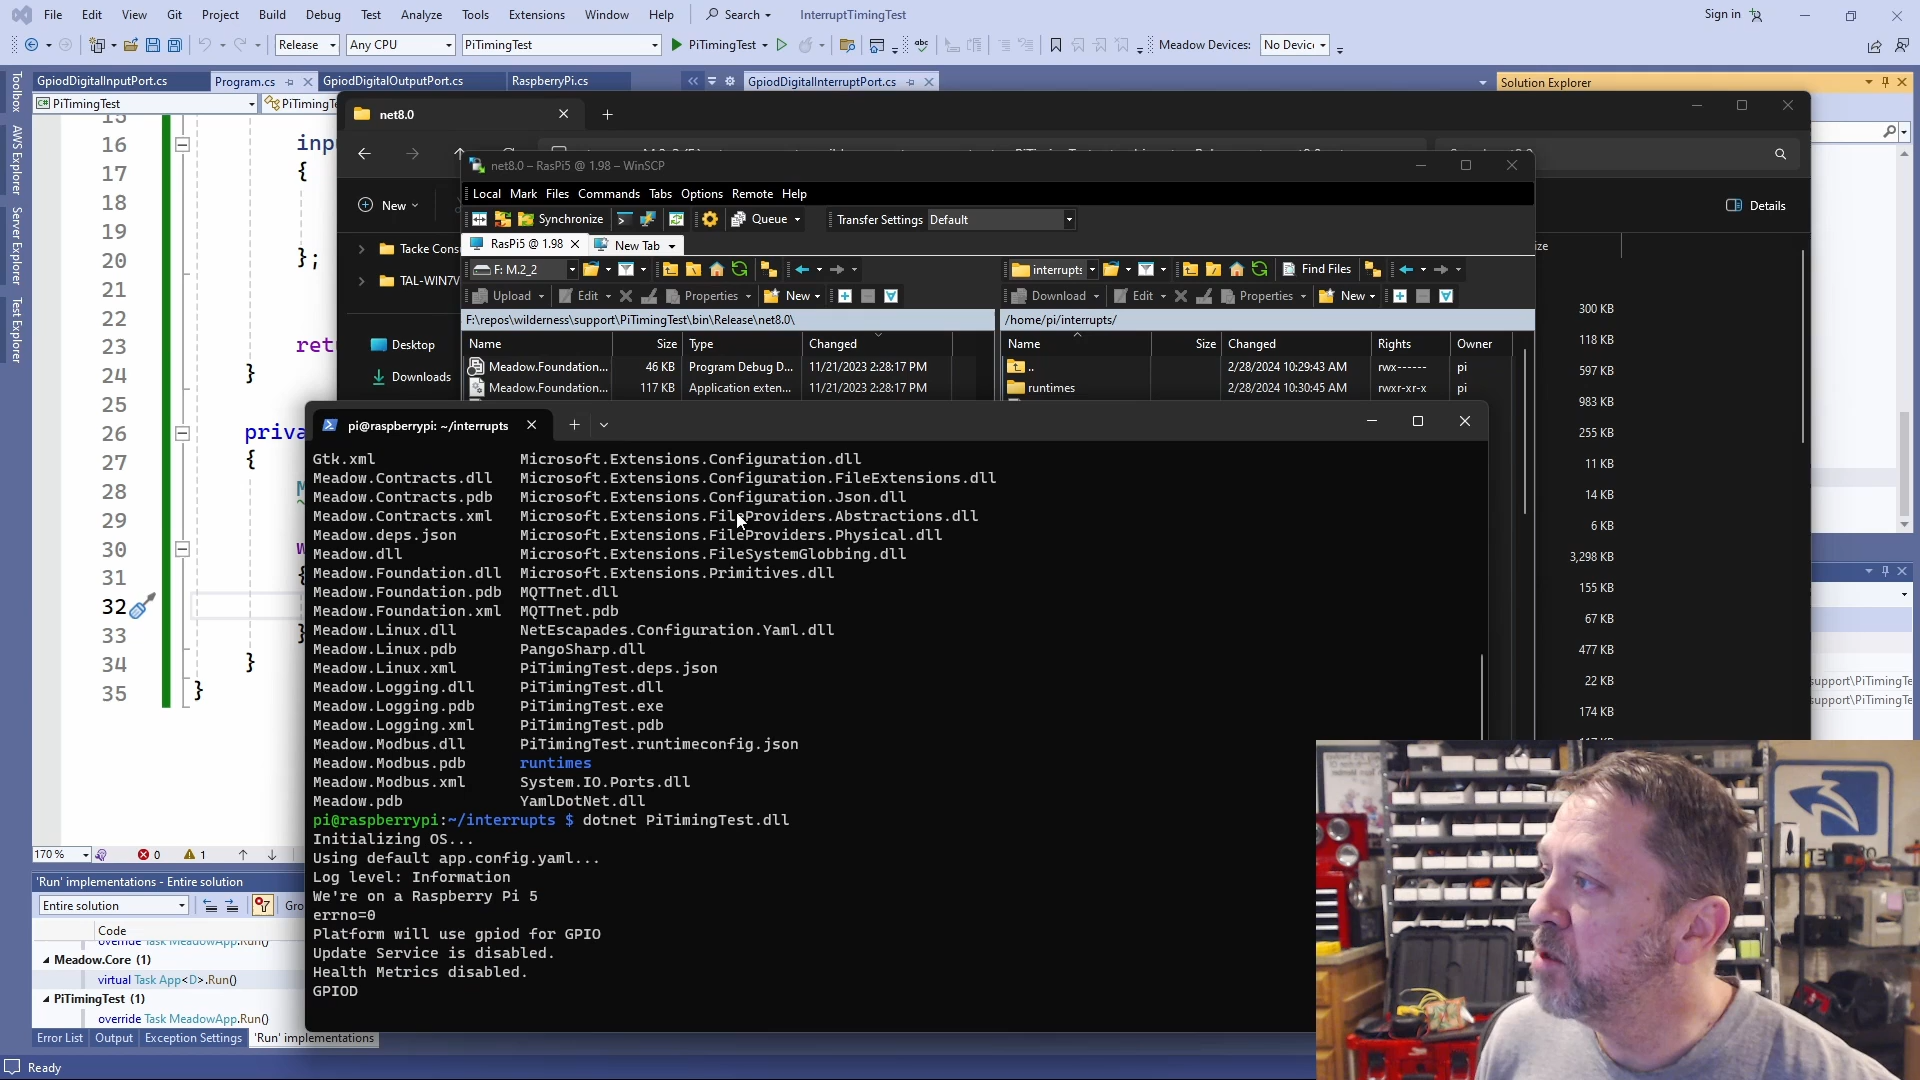 File Edit View Git Project Build Debug Test Analyze Tools Extensions Window Help Search InterruptTimingTest Sign in
Release Any CPU PiTimingTest PiTimingTest Meadow Devices:
GpiodDigitalInputPort.cs Program.cs GpiodDigitalOutputPort.cs RaspberryPi.cs GpiodDigitalInterruptPort.cs Solution Explorer
PiTimingTest
Toolbox
AWS Explorer
Server Explorer
Test Explorer
15
16
17 {
18
19
20 };
21
22
23
24 }
25
26
27 {
28
29
30
31
32
33
34 }
35 }
170 % 0 1
'Run' implementations - Entire solution
Entire solution
Code
override Task MeadowApp.Run()
Meadow.Core (1)
virtual Task App<D>.Run()
PiTimingTest (1)
override Task MeadowApp.Run()
Error List Output Exception Settings 'Run' implementations
Ready
net8.0
New
Details
Desktop
Downloads
net8.0 – RasPi5 @ 1.98 – WinSCP
Local Mark Files Commands Tabs Options Remote Help
Synchronize Queue Transfer Settings Default
RasPi5 @ 1.98 New Tab
F: M.2_2 interrupts Find Files
Upload Edit Properties New Download Edit Properties New
F:\repos\wilderness\support\PiTimingTest\bin\Release\net8.0\ /home/pi/interrupts/
Name Size Type Changed Name Size Changed Rights Owner
Meadow.Foundation... 46 KB Program Debug D... 11/21/2023 2:28:17 PM .. 2/28/2024 10:29:43 AM rwx------ pi
Meadow.Foundation... 117 KB Application exten... 11/21/2023 2:28:17 PM runtimes 2/28/2024 10:30:45 AM rwxr-xr-x pi
300 KB
118 KB
597 KB
983 KB
255 KB
11 KB
14 KB
6 KB
3,298 KB
155 KB
67 KB
477 KB
22 KB
174 KB
pi@raspberrypi: ~/interrupts
Gtk.xml Microsoft.Extensions.Configuration.dll
Meadow.Contracts.dll Microsoft.Extensions.Configuration.FileExtensions.dll
Meadow.Contracts.pdb Microsoft.Extensions.Configuration.Json.dll
Meadow.Contracts.xml Microsoft.Extensions.FileProviders.Abstractions.dll
Meadow.deps.json Microsoft.Extensions.FileProviders.Physical.dll
Meadow.dll Microsoft.Extensions.FileSystemGlobbing.dll
Meadow.Foundation.dll Microsoft.Extensions.Primitives.dll
Meadow.Foundation.pdb MQTTnet.dll
Meadow.Foundation.xml MQTTnet.pdb
Meadow.Linux.dll NetEscapades.Configuration.Yaml.dll
Meadow.Linux.pdb PangoSharp.dll
Meadow.Linux.xml PiTimingTest.deps.json
Meadow.Logging.dll PiTimingTest.dll
Meadow.Logging.pdb PiTimingTest.exe
Meadow.Logging.xml PiTimingTest.pdb
Meadow.Modbus.dll PiTimingTest.runtimeconfig.json
Meadow.Modbus.pdb runtimes
Meadow.Modbus.xml System.IO.Ports.dll
Meadow.pdb YamlDotNet.dll
pi@raspberrypi:~/interrupts $ dotnet PiTimingTest.dll
Initializing OS...
Using default app.config.yaml...
Log level: Information
We're on a Raspberry Pi 5
errno=0
Platform will use gpiod for GPIO
Update Service is disabled.
Health Metrics disabled.
GPIOD